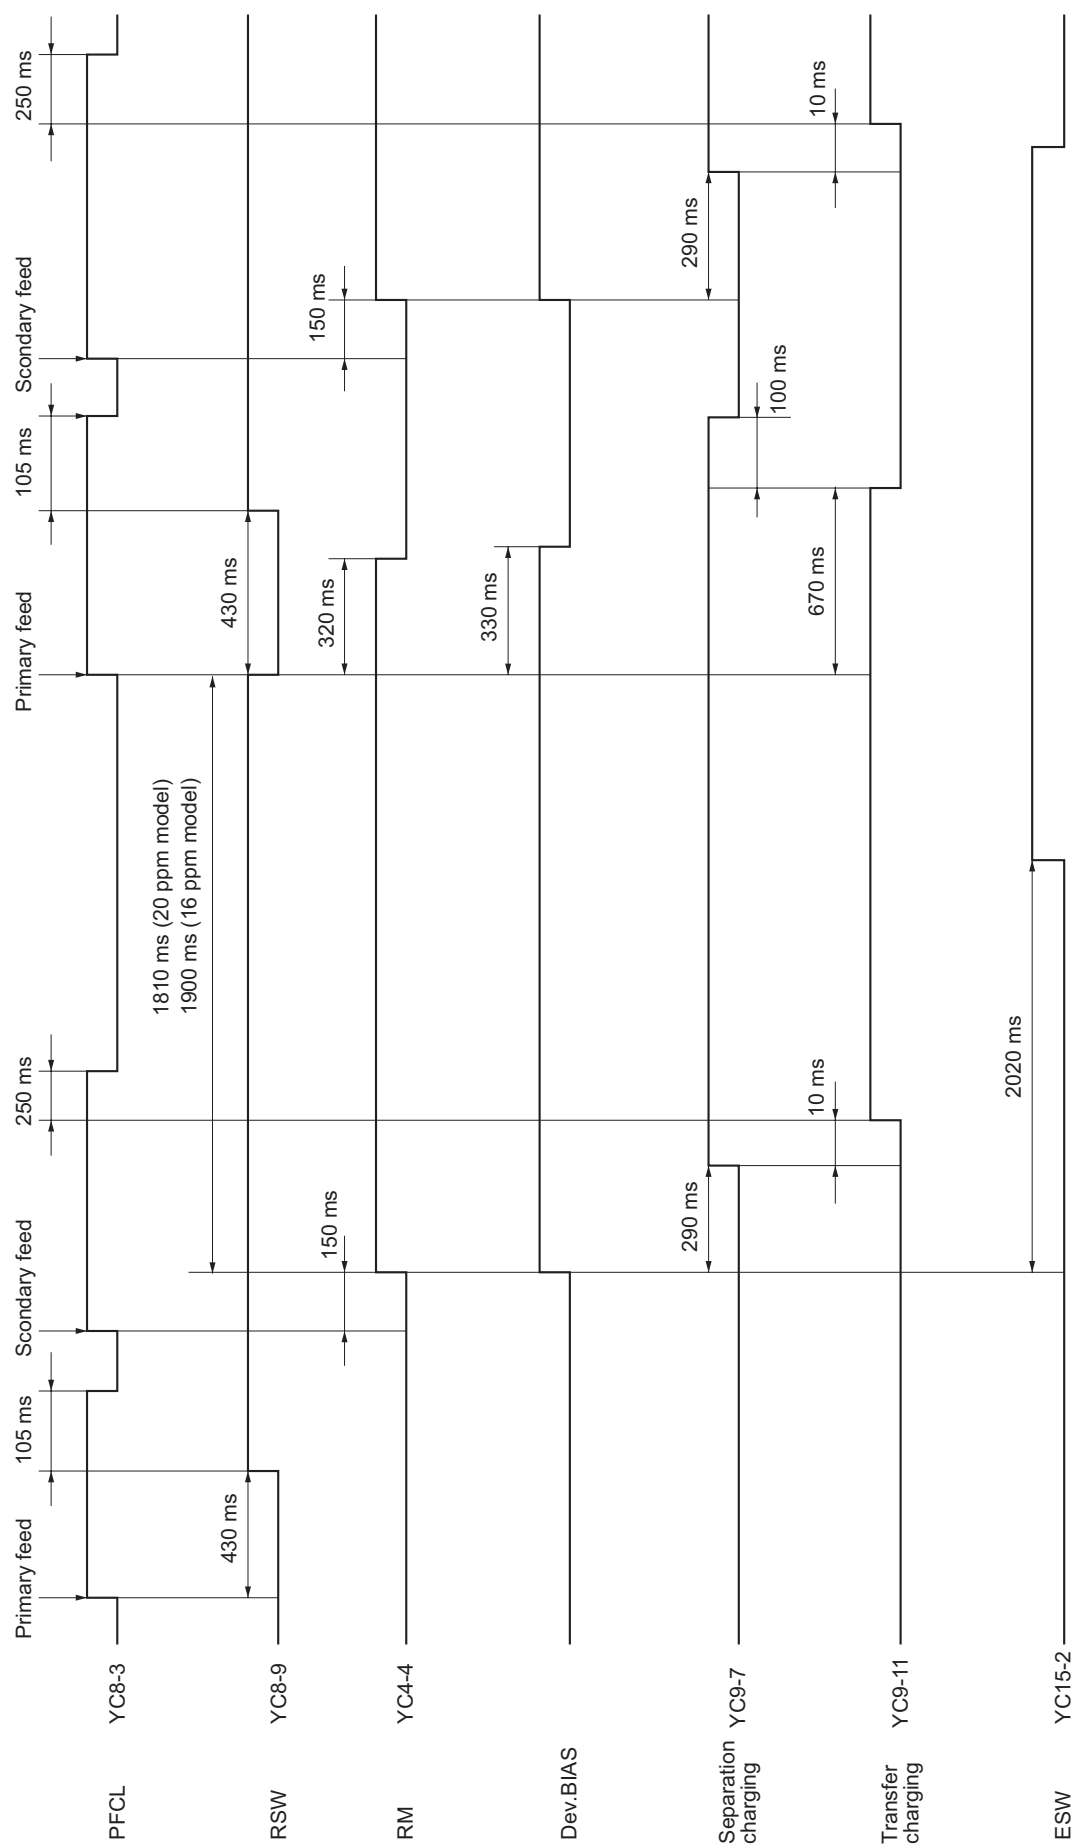 Primary feed
105 ms
Scondary feed
250 ms
Primary feed
105 ms
Scondary feed
250 ms
PFCL YC8-3
1810 ms (20 ppm model)
1900 ms (16 ppm model)
430 ms
430 ms
RSW YC8-9
150 ms
320 ms
150 ms
RM YC4-4
330 ms
Dev.BIAS
290 ms
290 ms
Separation
charging
YC9-7
100 ms
10 ms
670 ms
10 ms
Transfer
charging
YC9-11
2020 ms
ESW YC15-2